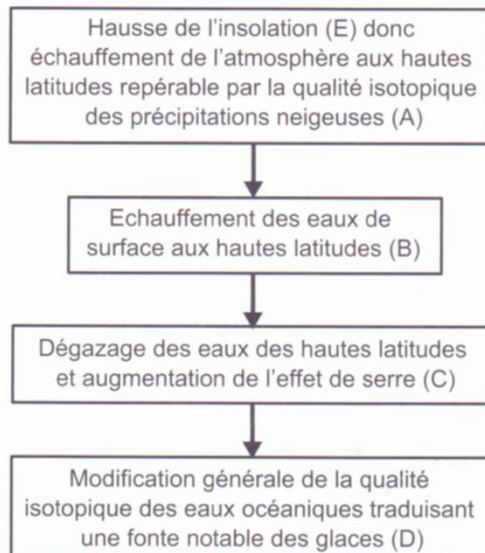 Hausse de l'insolation (E) donc
échauffement de l'atmosphère aux hautes
latitudes repérable par la qualité isotopique
des précipitations neigeuses (A)
Echauffement des eaux de
surface aux hautes latitudes (B)
Dégazage des eaux des hautes latitudes
et augmentation de l'effet de serre (C)
Modification générale de la qualité
isotopique des eaux océaniques traduisant
une fonte notable des glaces (D)